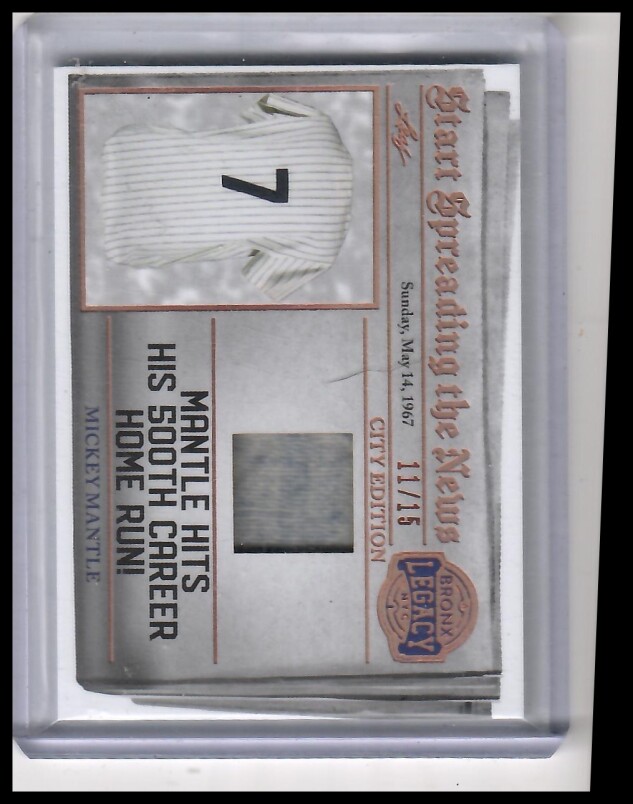 Start Spreading the News
Leaf
Sunday, May 14, 1967
11/15
CITY EDITION
BRONX
LEGACY
NYC
7
MANTLE HITS
HIS 500TH CAREER
HOME RUN!
MICKEY MANTLE